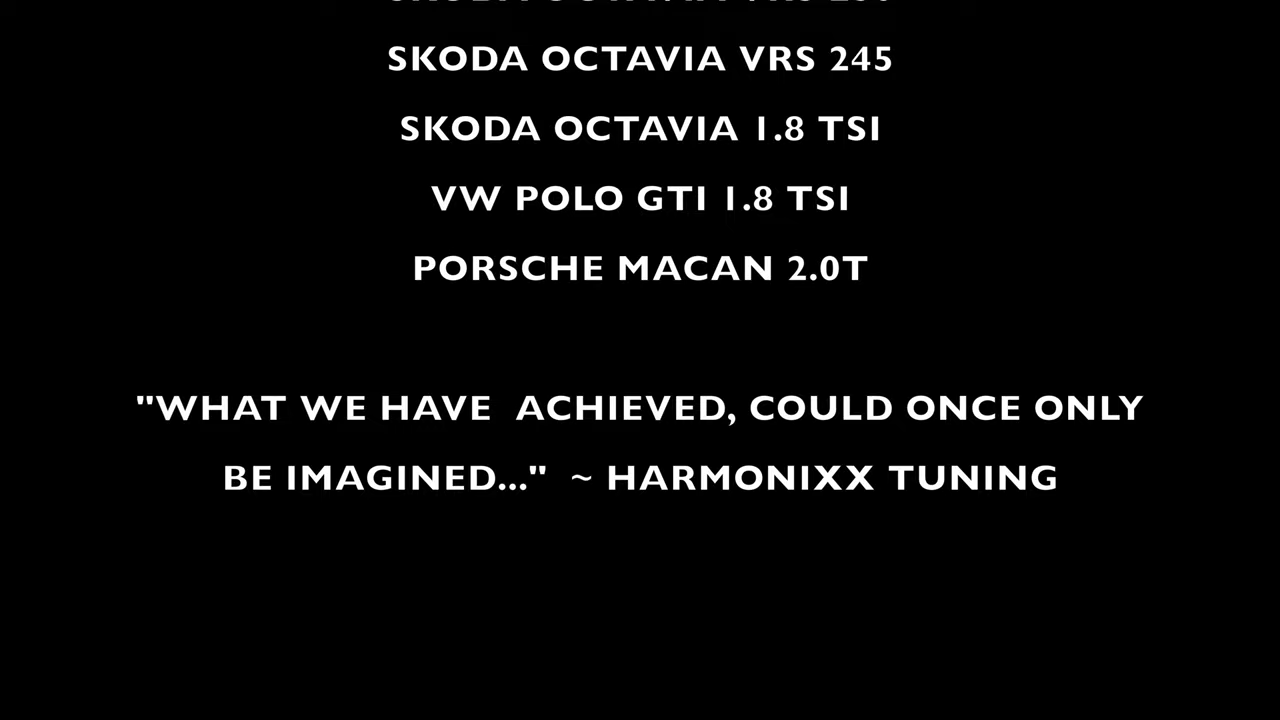 SKODA OCTAVIA VRS 245
SKODA OCTAVIA 1.8 TSI
VW POLO GTI 1.8 TSI
PORSCHE MACAN 2.0T
"WHAT WE HAVE  ACHIEVED, COULD ONCE ONLY
BE IMAGINED..."  ~ HARMONIXX TUNING